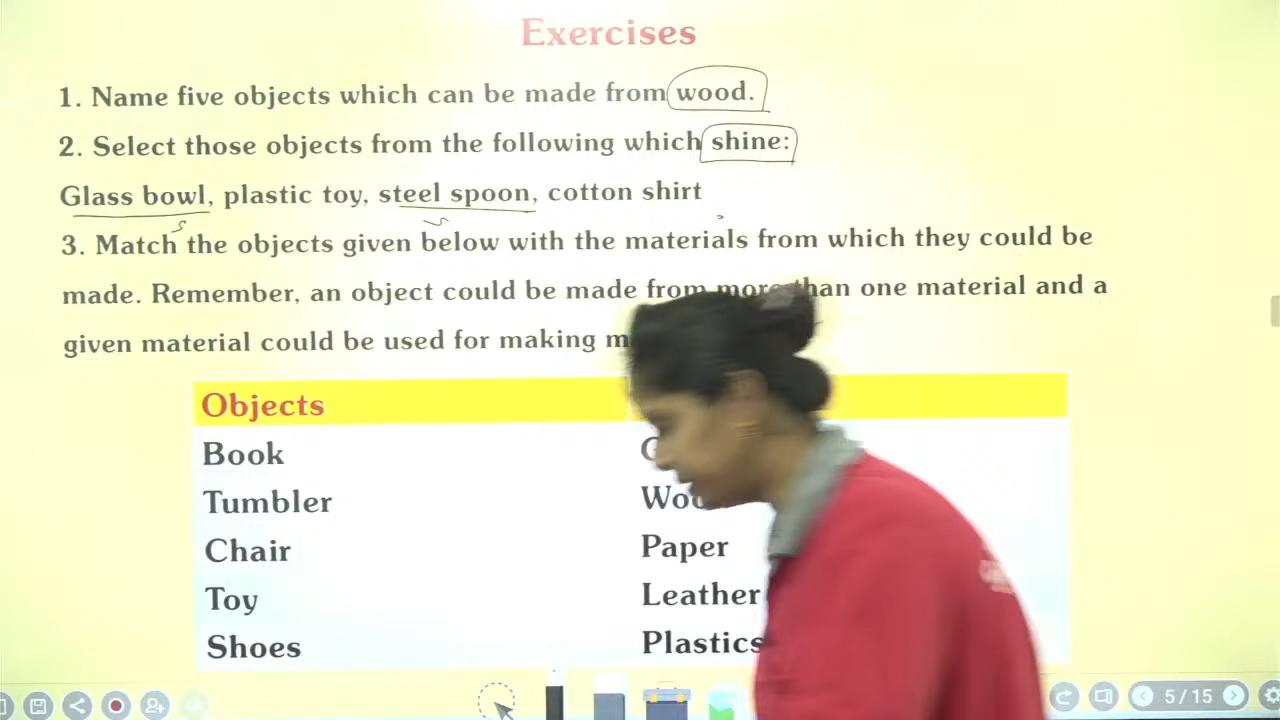 Exercises
1. Name five objects which can be made from wood.
2. Select those objects from the following which shine:
Glass bowl, plastic toy, steel spoon, cotton shirt
3. Match the objects given below with the materials from which they could be
made. Remember, an object could be made from more than one material and a
given material could be used for making
Objects
Book
Tumbler
Chair
Toy
Shoes
Paper
Leather
Plastics
5 / 15